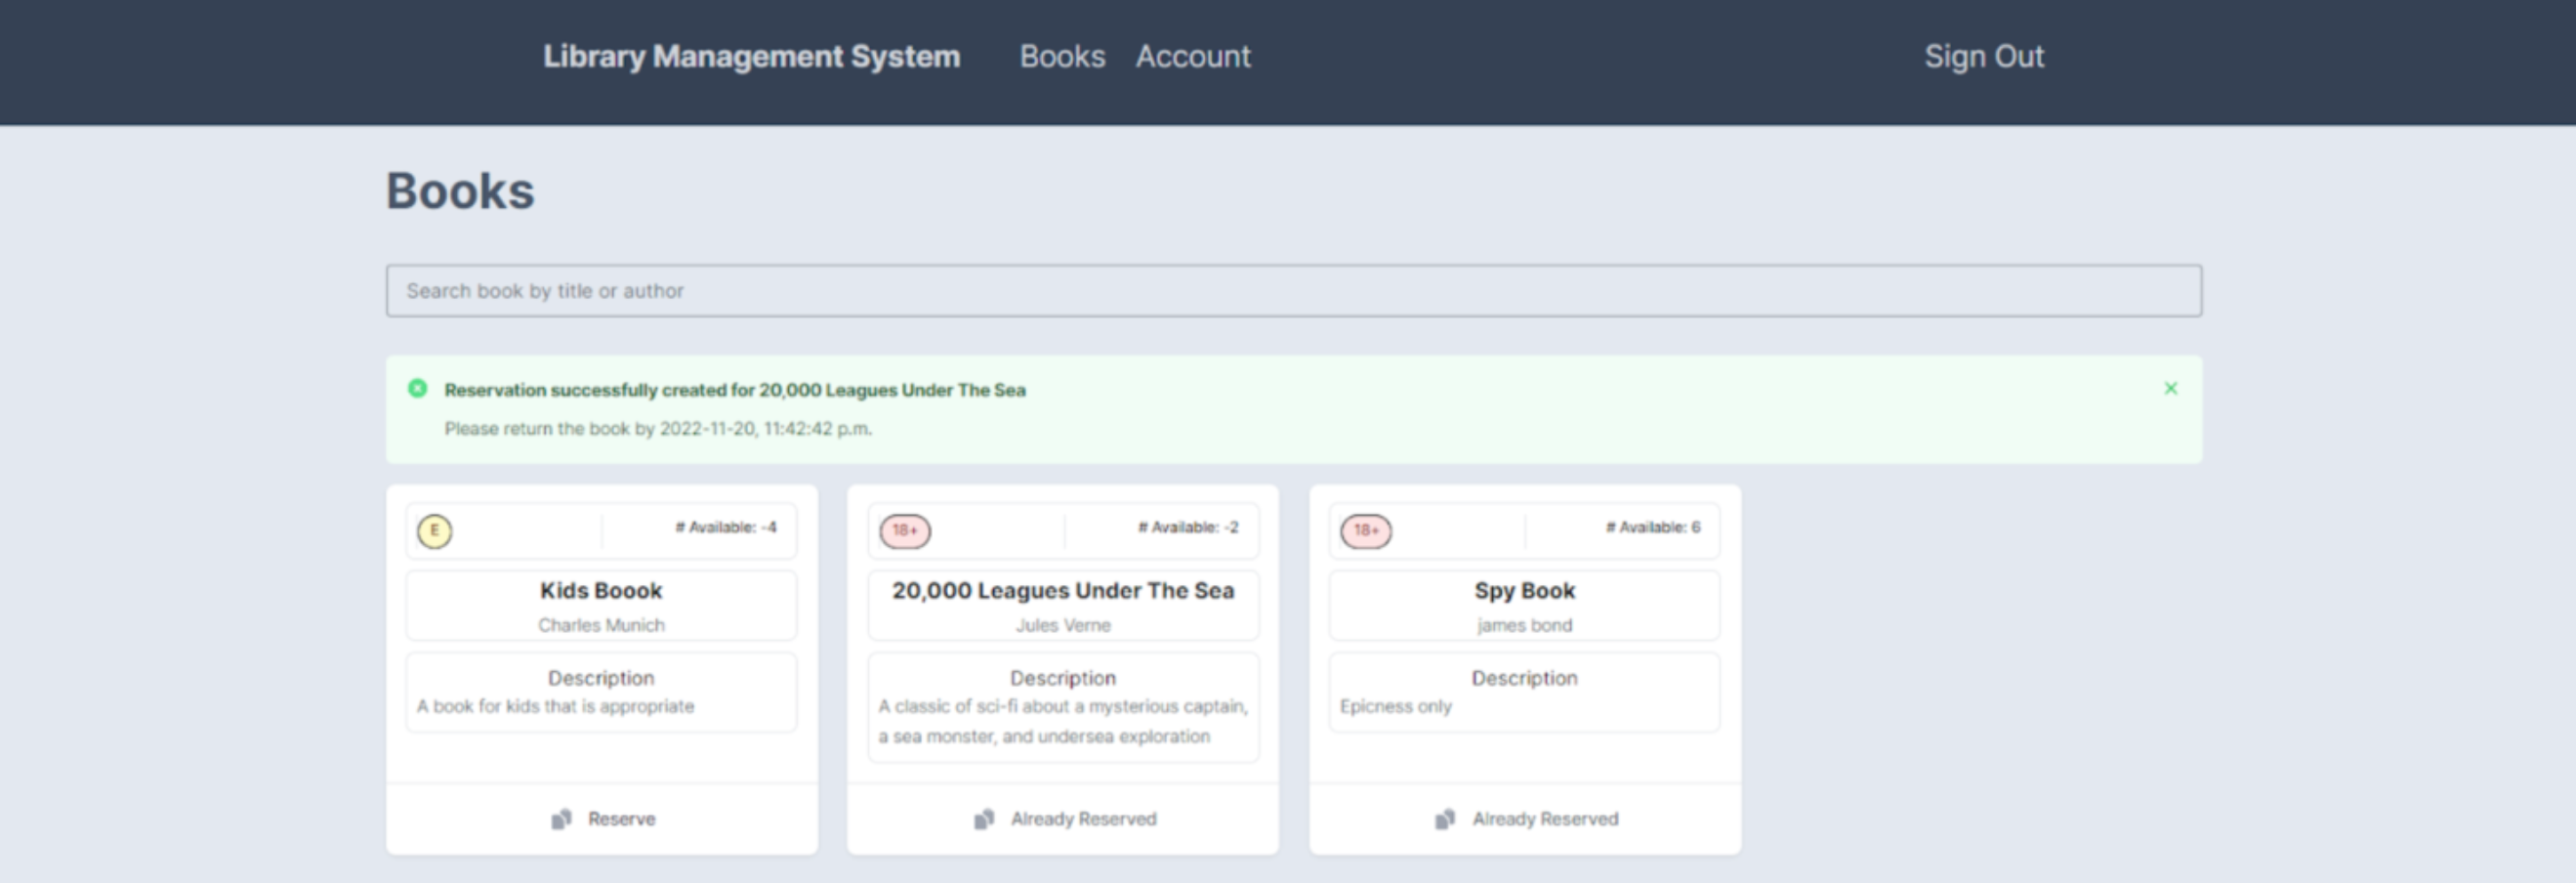 Library Management System Books Account Sign Out
Books
Search book by title or author
Reservation successfully created for 20,000 Leagues Under The Sea
Please return the book by 2022-11-20, 11:42:42 p.m.
E # Available: -4
Kids Boook
Charles Munich
Description
A book for kids that is appropriate
Reserve
18+ # Available: -2
20,000 Leagues Under The Sea
Jules Verne
Description
A classic of sci-fi about a mysterious captain,
a sea monster, and undersea exploration
Already Reserved
18+ # Available: 6
Spy Book
james bond
Description
Epicness only
Already Reserved